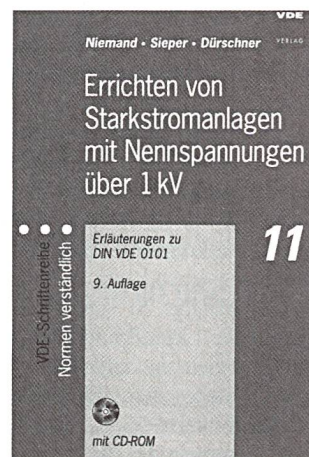 VDE
VERLAG
Niemand • Sieper • Dürschner
Errichten von
Starkstromanlagen
mit Nennspannungen
über 1 kV
VDE-Schriftenreihe
Normen verständlich
Erläuterungen zu
DIN VDE 0101
9. Auflage
11
mit CD-ROM